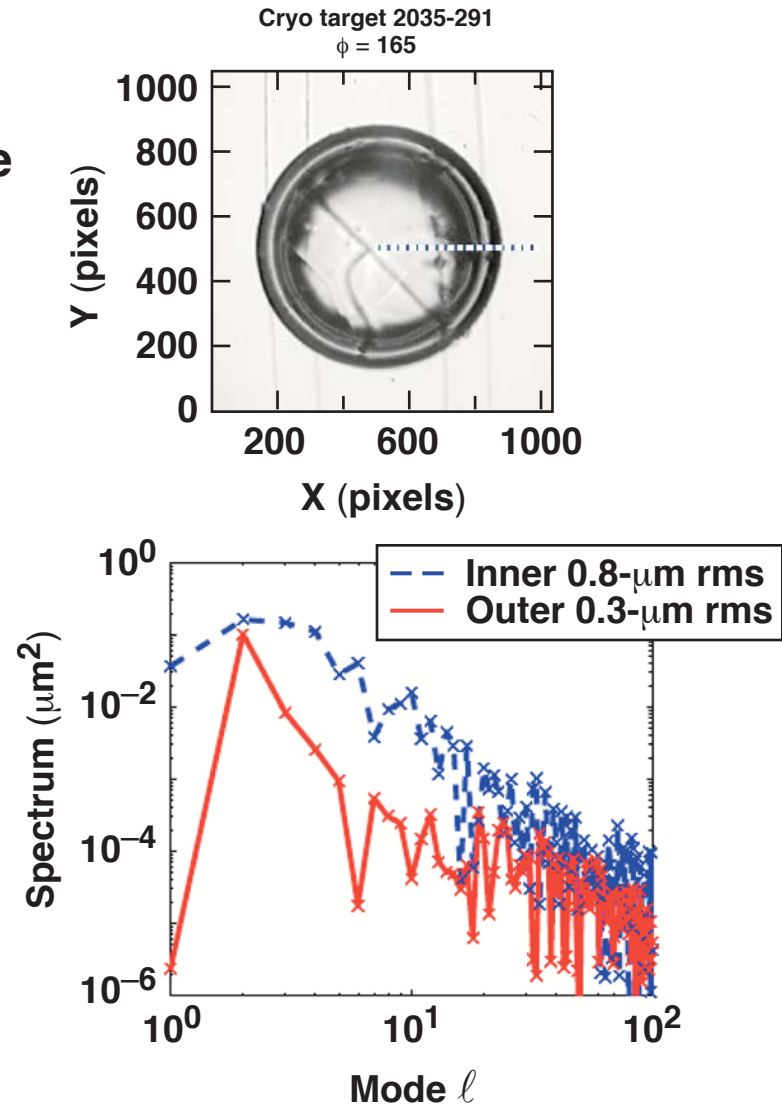 Cryo target 2035-291
ϕ = 165
e
1000
800
600
400
200
0
Y (pixels)
200 600 1000
X (pixels)
Inner 0.8-μm rms
Outer 0.3-μm rms
10⁰
10⁻²
10⁻⁴
10⁻⁶
Spectrum (μm²)
10⁰ 10¹ 10²
Mode ℓ